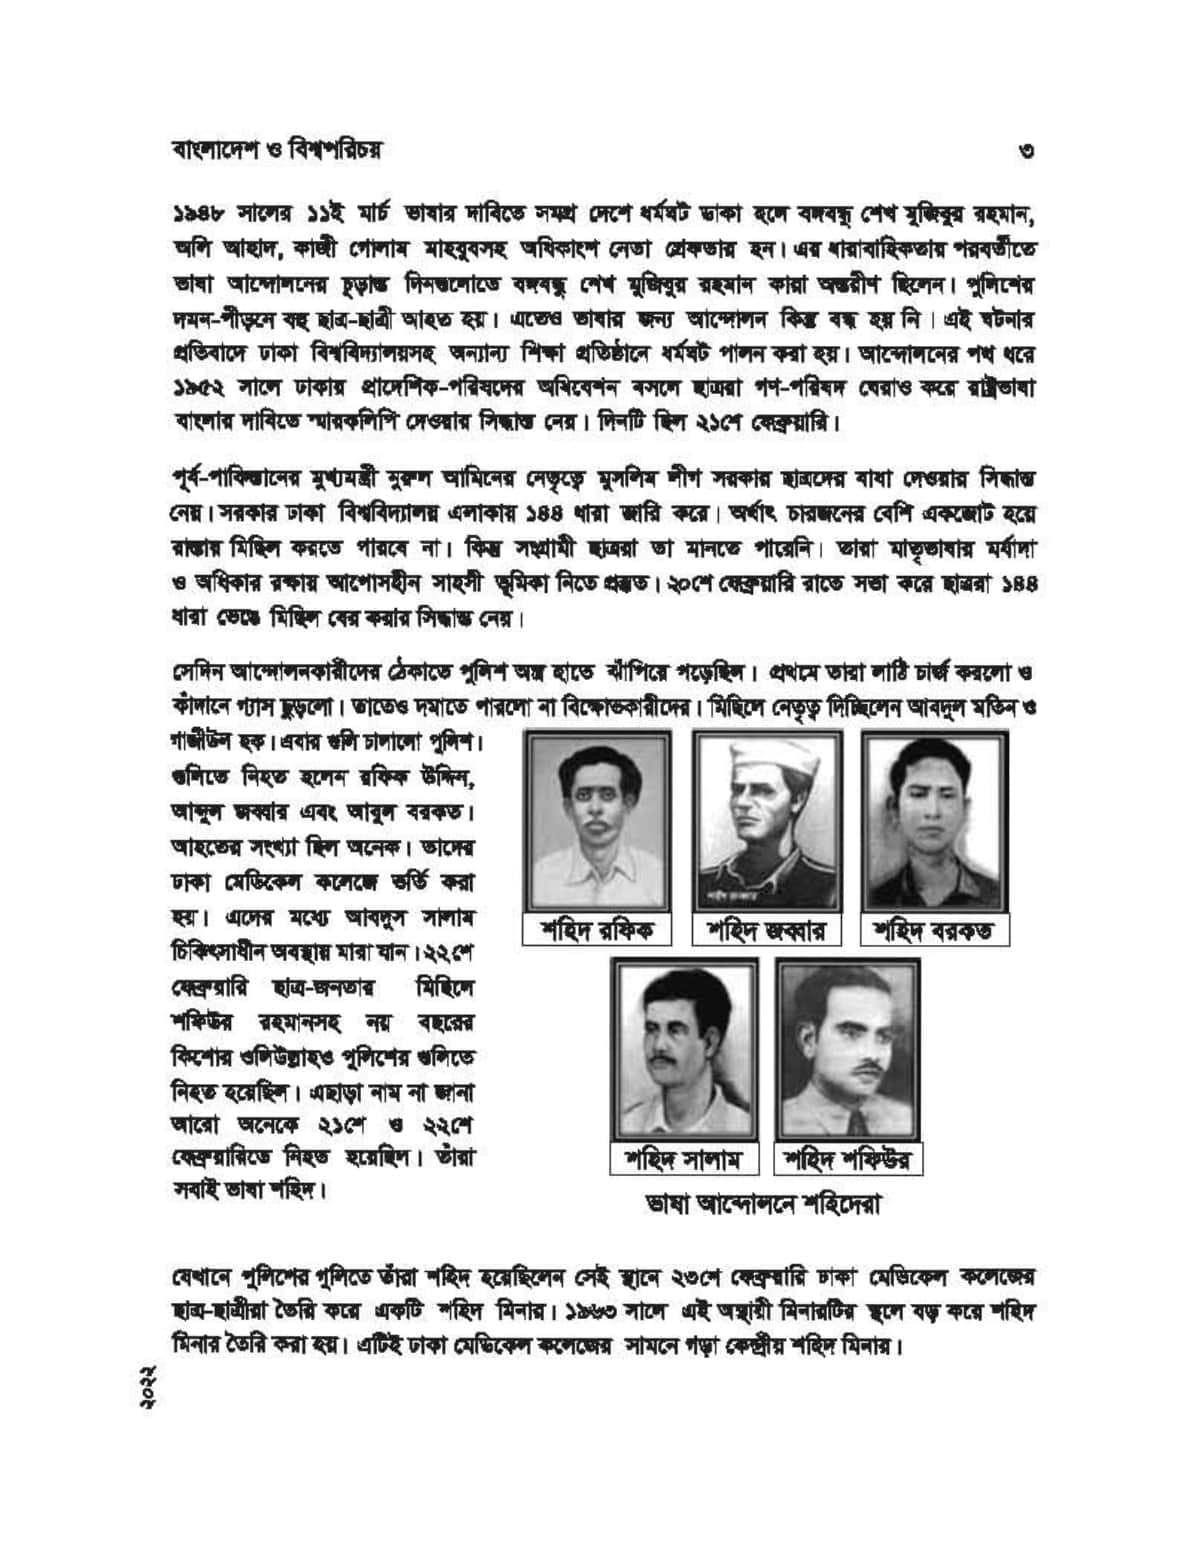 বাংলাদেশ ও বিশ্বপরিচয় ৩
১৯৪৮ সালের ১১ই মার্চ ভাষার দাবিতে সমগ্র দেশে ধর্মঘট ডাকা হলে বঙ্গবন্ধু শেখ মুজিবুর রহমান,
অলি আহাদ, কাজী গোলাম মাহবুবসহ অধিকাংশ নেতা গ্রেফতার হন। এর ধারাবাহিকতায় পরবর্তীতে
ভাষা আন্দোলনের চূড়ান্ত দিনগুলোতে বঙ্গবন্ধু শেখ মুজিবুর রহমান কারা অন্তরীণ ছিলেন। পুলিশের
দমন-পীড়নে বহু ছাত্র-ছাত্রী আহত হয়। এতেও ভাষার জন্য আন্দোলন কিন্তু বন্ধ হয় নি। এই ঘটনার
প্রতিবাদে ঢাকা বিশ্ববিদ্যালয়সহ অন্যান্য শিক্ষা প্রতিষ্ঠানে ধর্মঘট পালন করা হয়। আন্দোলনের পথ ধরে
১৯৫২ সালে ঢাকায় প্রাদেশিক-পরিষদের অধিবেশন বসলে ছাত্ররা গণ-পরিষদ ঘেরাও করে রাষ্ট্রভাষা
বাংলার দাবিতে স্মারকলিপি দেওয়ার সিদ্ধান্ত নেয়। দিনটি ছিল ২১শে ফেব্রুয়ারি।
পূর্ব-পাকিস্তানের মুখ্যমন্ত্রী নুরুল আমিনের নেতৃত্বে মুসলিম লীগ সরকার ছাত্রদের বাধা দেওয়ার সিদ্ধান্ত
নেয়। সরকার ঢাকা বিশ্ববিদ্যালয় এলাকায় ১৪৪ ধারা জারি করে। অর্থাৎ চারজনের বেশি একজোট হয়ে
রাস্তায় মিছিল করতে পারবে না। কিন্তু সংগ্রামী ছাত্ররা তা মানতে পারেনি। তারা মাতৃভাষার মর্যাদা
ও অধিকার রক্ষায় আপোসহীন সাহসী ভূমিকা নিতে প্রস্তুত। ২০শে ফেব্রুয়ারি রাতে সভা করে ছাত্ররা ১৪৪
ধারা ভেঙ্গে মিছিল বের করার সিদ্ধান্ত নেয়।
সেদিন আন্দোলনকারীদের ঠেকাতে পুলিশ অস্ত্র হাতে ঝাঁপিয়ে পড়েছিল। প্রথমে তারা লাঠি চার্জ করলো ও
কাঁদানে গ্যাস ছুড়লো। তাতেও দমাতে পারলো না বিক্ষোভকারীদের। মিছিলে নেতৃত্ব দিচ্ছিলেন আবদুল মতিন ও
গাজীউল হক। এবার গুলি চালালো পুলিশ।
গুলিতে নিহত হলেন রফিক উদ্দিন,
আব্দুল জব্বার এবং আবুল বরকত।
আহতের সংখ্যা ছিল অনেক। তাদের
ঢাকা মেডিকেল কলেজে ভর্তি করা
হয়। এদের মধ্যে আবদুস সালাম
চিকিৎসাধীন অবস্থায় মারা যান। ২২শে
ফেব্রুয়ারি ছাত্র-জনতার মিছিলে
শফিউর রহমানসহ নয় বছরের
কিশোর ওলিউল্লাহও পুলিশের গুলিতে
নিহত হয়েছিল। এছাড়া নাম না জানা
আরো অনেকে ২১শে ও ২২শে
ফেব্রুয়ারিতে নিহত হয়েছিল। তাঁরা
সবাই ভাষা শহিদ।
শহিদ রফিক শহিদ জব্বার শহিদ বরকত
শহিদ সালাম শহিদ শফিউর
ভাষা আন্দোলনে শহিদেরা
যেখানে পুলিশের গুলিতে তাঁরা শহিদ হয়েছিলেন সেই স্থানে ২৩শে ফেব্রুয়ারি ঢাকা মেডিকেল কলেজের
ছাত্র-ছাত্রীরা তৈরি করে একটি শহিদ মিনার। ১৯৬৩ সালে এই অস্থায়ী মিনারটির স্থলে বড় করে শহিদ
মিনার তৈরি করা হয়। এটিই ঢাকা মেডিকেল কলেজের সামনে গড়া কেন্দ্রীয় শহিদ মিনার।
২০২২